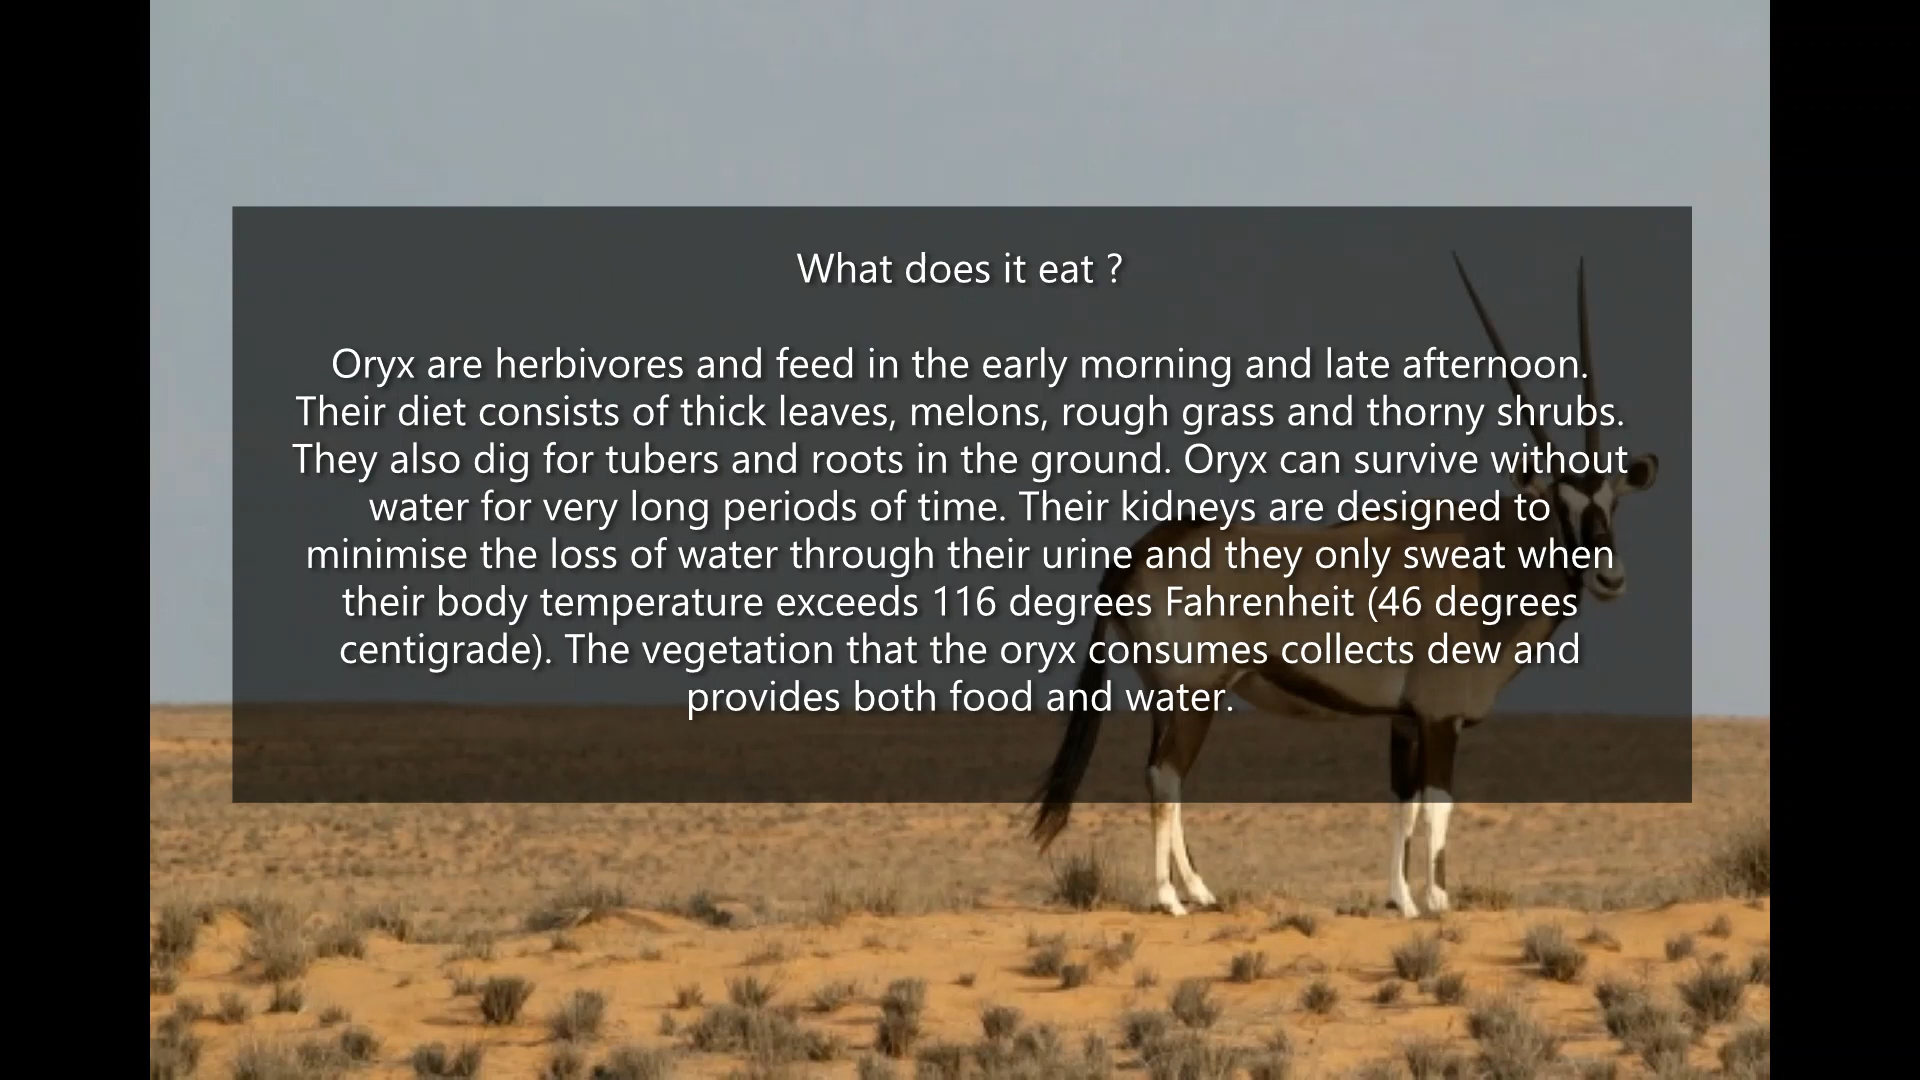 What does it eat ?
Oryx are herbivores and feed in the early morning and late afternoon.
Their diet consists of thick leaves, melons, rough grass and thorny shrubs.
They also dig for tubers and roots in the ground. Oryx can survive without
water for very long periods of time. Their kidneys are designed to
minimise the loss of water through their urine and they only sweat when
their body temperature exceeds 116 degrees Fahrenheit (46 degrees
centigrade). The vegetation that the oryx consumes collects dew and
provides both food and water.